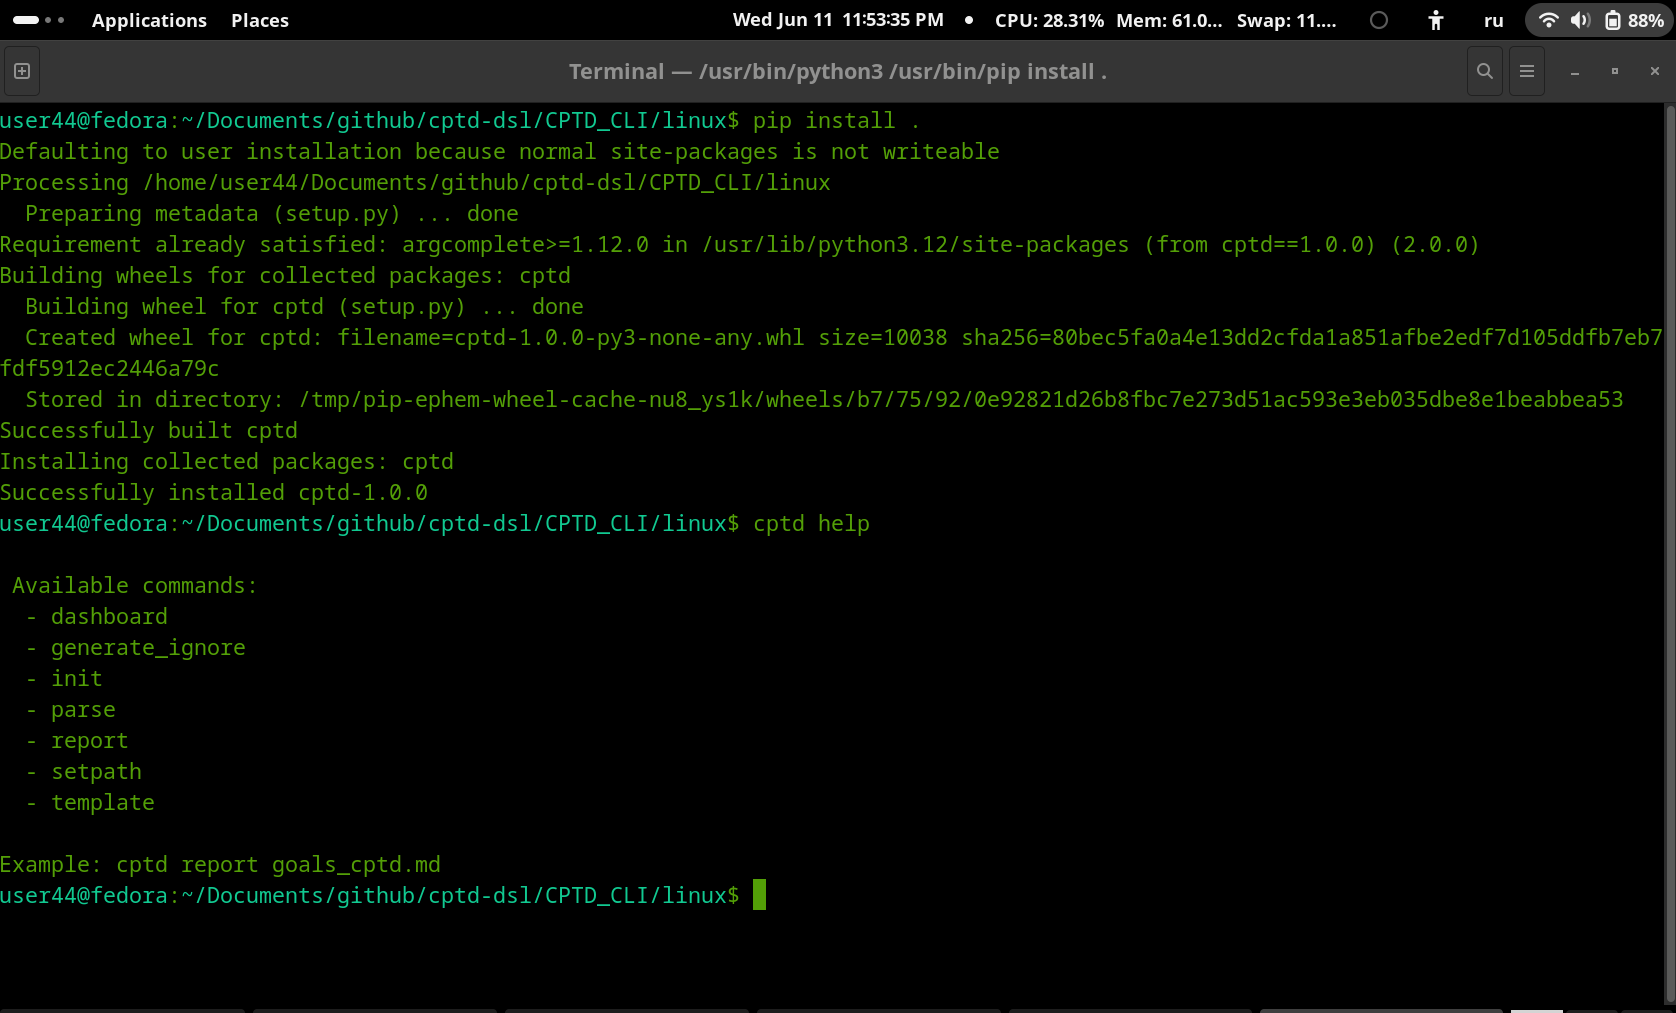 Applications Places Wed Jun 11 11:53:35 PM CPU: 28.31% Mem: 61.0... Swap: 11.... ru 88%
Terminal — /usr/bin/python3 /usr/bin/pip install .
user44@fedora:~/Documents/github/cptd-dsl/CPTD_CLI/linux$ pip install .
Defaulting to user installation because normal site-packages is not writeable
Processing /home/user44/Documents/github/cptd-dsl/CPTD_CLI/linux
  Preparing metadata (setup.py) ... done
Requirement already satisfied: argcomplete>=1.12.0 in /usr/lib/python3.12/site-packages (from cptd==1.0.0) (2.0.0)
Building wheels for collected packages: cptd
  Building wheel for cptd (setup.py) ... done
  Created wheel for cptd: filename=cptd-1.0.0-py3-none-any.whl size=10038 sha256=80bec5fa0a4e13dd2cfda1a851afbe2edf7d105ddfb7eb7
fdf5912ec2446a79c
  Stored in directory: /tmp/pip-ephem-wheel-cache-nu8_ys1k/wheels/b7/75/92/0e92821d26b8fbc7e273d51ac593e3eb035dbe8e1beabbea53
Successfully built cptd
Installing collected packages: cptd
Successfully installed cptd-1.0.0
user44@fedora:~/Documents/github/cptd-dsl/CPTD_CLI/linux$ cptd help
 Available commands:
  - dashboard
  - generate_ignore
  - init
  - parse
  - report
  - setpath
  - template
Example: cptd report goals_cptd.md
user44@fedora:~/Documents/github/cptd-dsl/CPTD_CLI/linux$